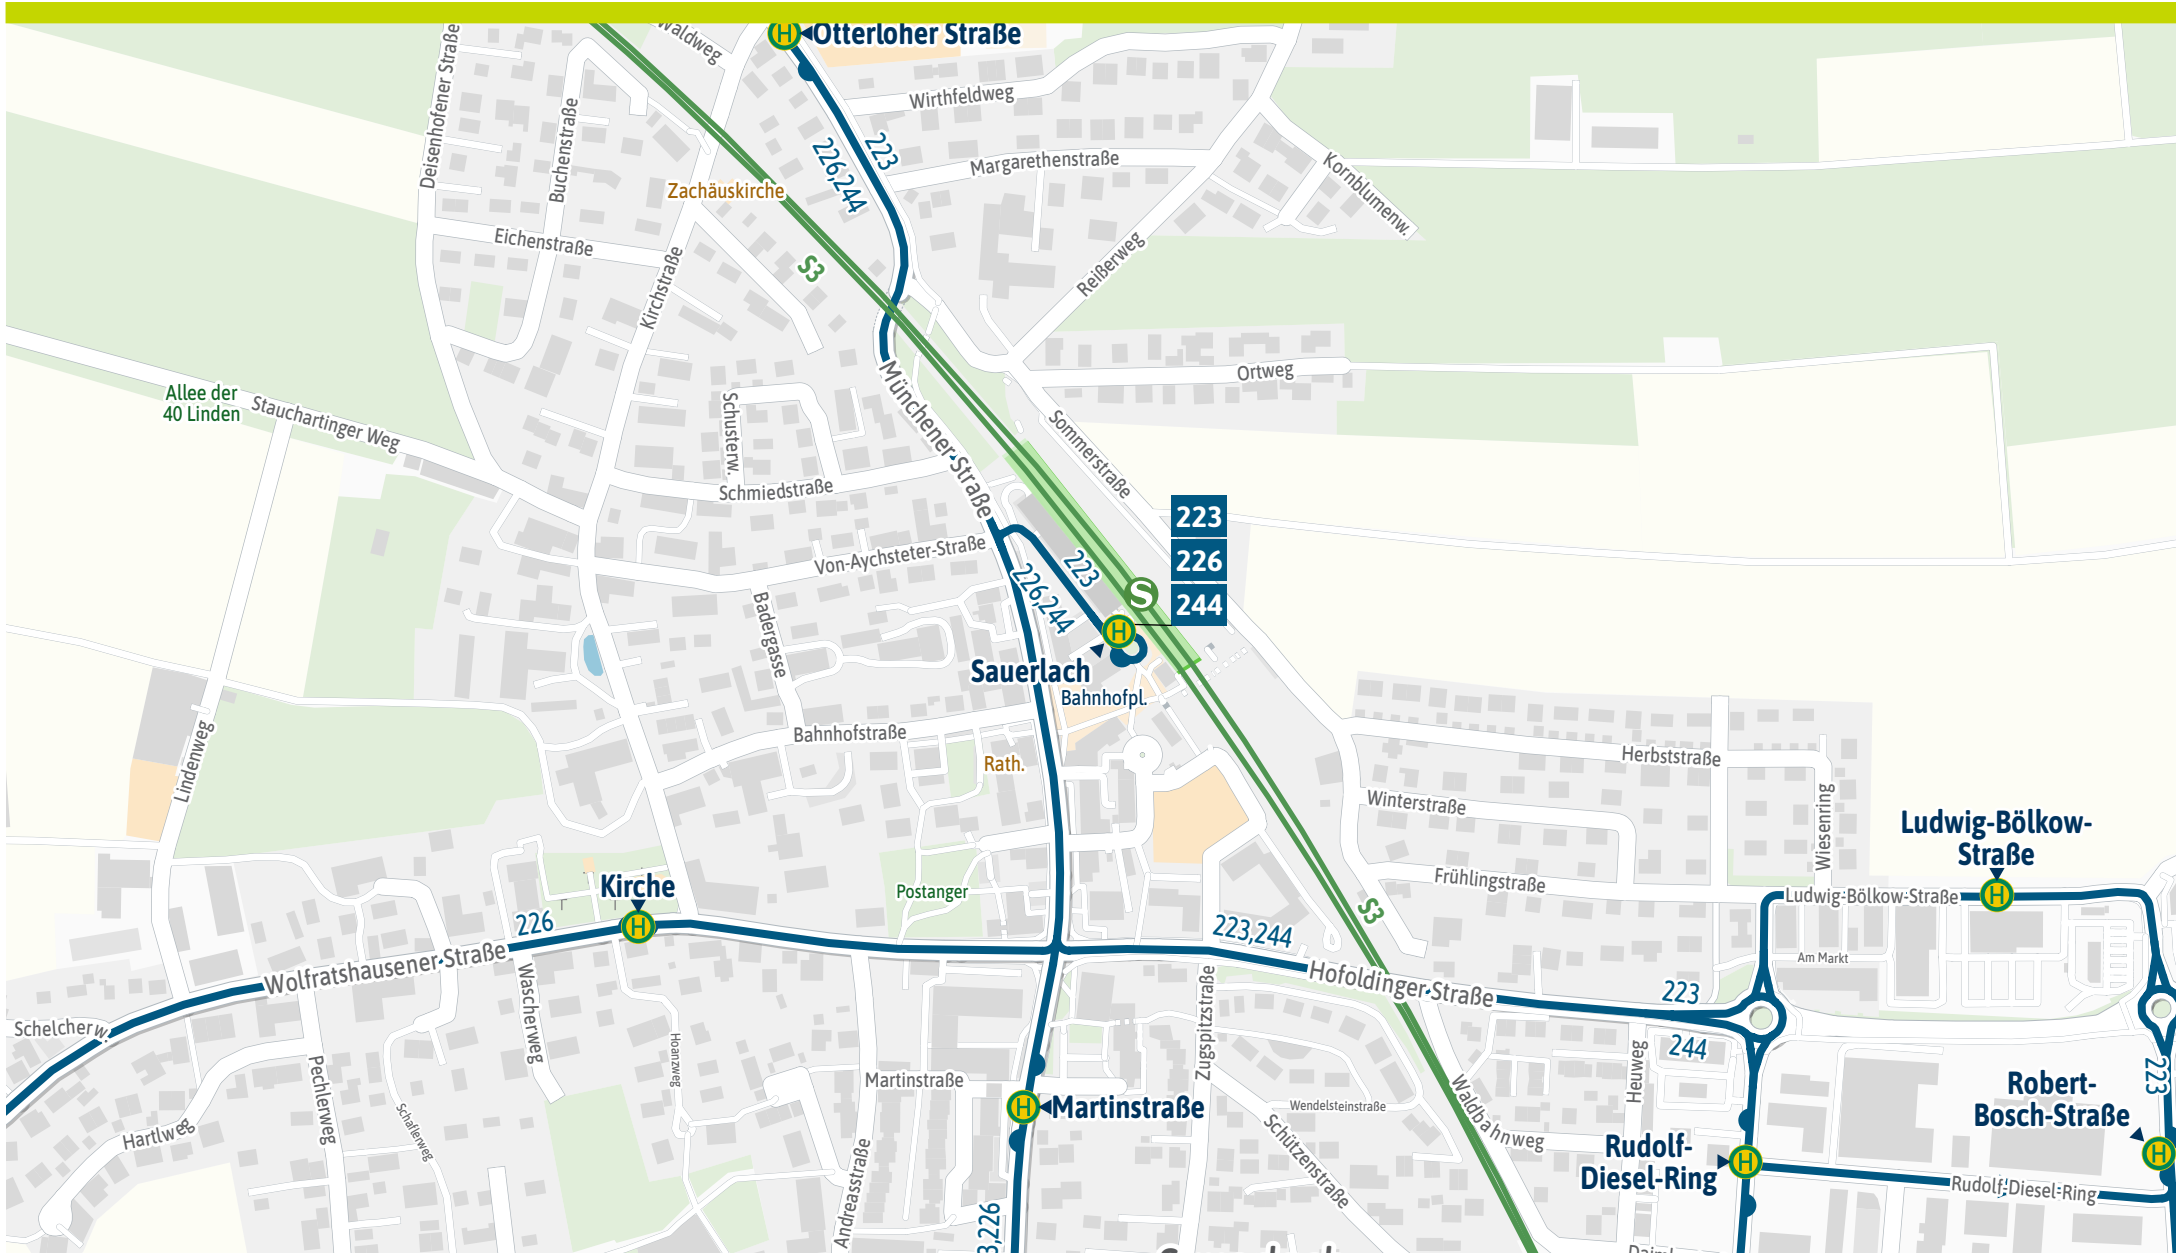 Waldweg
Otterloher Straße
Deisenhofener Straße
Wirthfeldweg
Buchenstraße
223
226,244
Margarethenstraße
Kornblumenw.
Zachäuskirche
Eichenstraße
S3
Kirchstraße
Reißerweg
Ortweg
Allee der
40 Linden
Stauchartinger Weg
Münchener Straße
Schusterw.
Sommerstraße
Schmiedstraße
223
226
244
Von-Aychsteter-Straße
223
226,244
S
H
Badergasse
Sauerlach
Bahnhofpl.
Lindenweg
Bahnhofstraße
Rath.
Herbststraße
Winterstraße
Wiesenring
Ludwig-Bölkow-
Straße
Frühlingstraße
Ludwig-Bölkow-Straße
H
Kirche
Postanger
226
H
S3
223,244
Wolfratshausener Straße
Hofoldinger Straße
Am Markt
Wascherweg
Zugspitzstraße
223
244
Schelcherw.
Hoanzweg
Heuweg
223
Pechlerweg
Martinstraße
H
Martinstraße
Wendelsteinstraße
Waldbahnweg
Robert-
Bosch-Straße
H
Schaflerweg
Hartlweg
Andreasstraße
Schützenstraße
Rudolf-
Diesel-Ring
H
Rudolf-Diesel-Ring
3,226
H